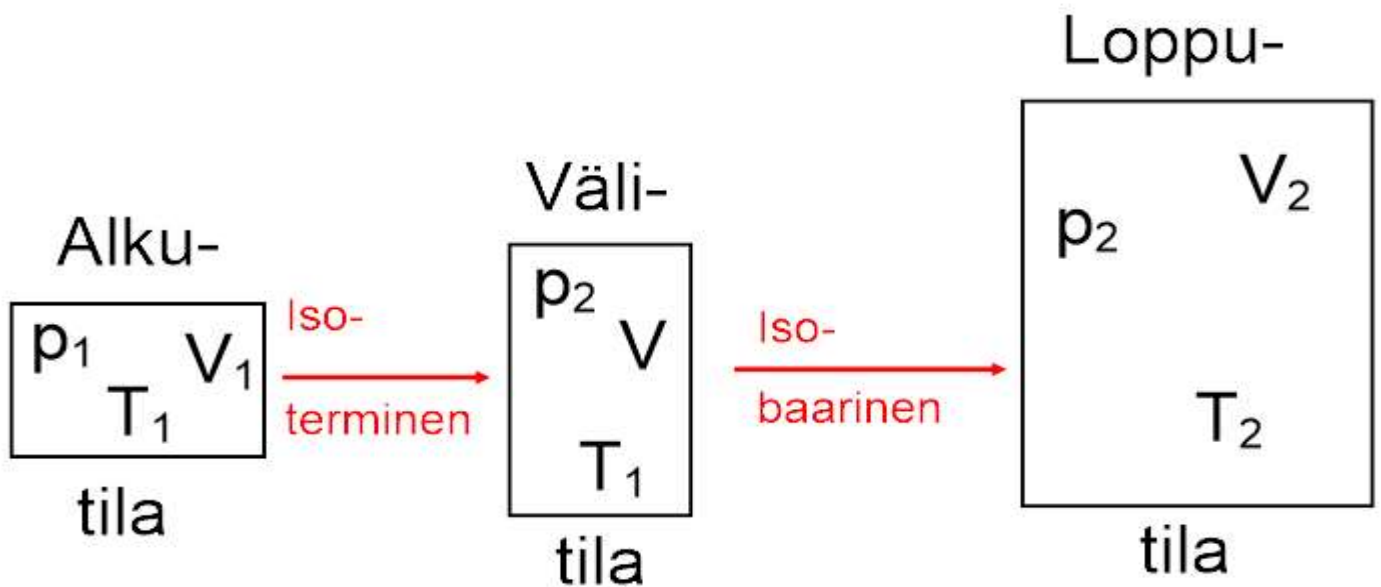 Alku-
p₁
V₁
T₁
tila
Iso-
terminen
Väli-
p₂
V
T₁
tila
Iso-
baarinen
Loppu-
V₂
p₂
T₂
tila